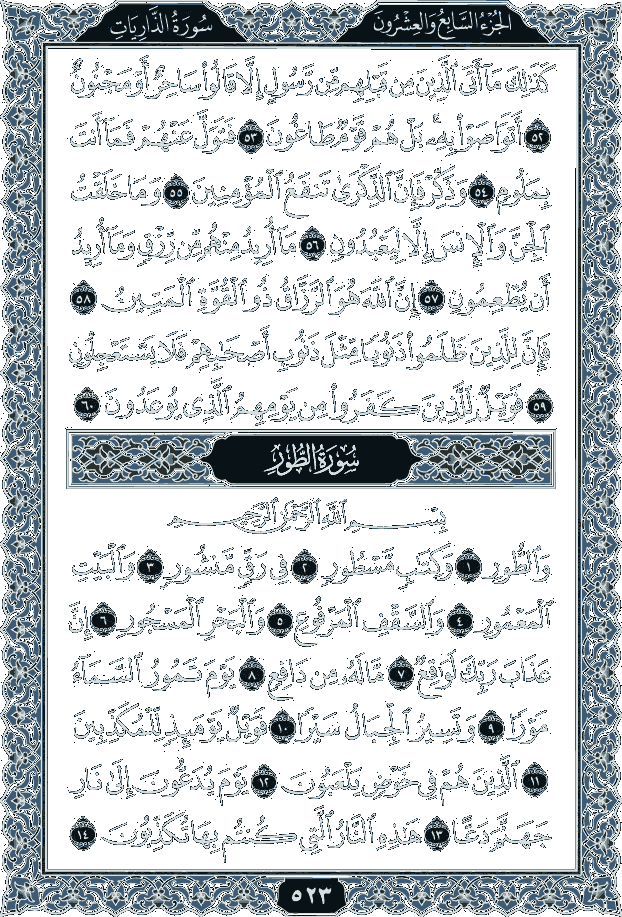 سورة الذاريات
الجزء السابع والعشرون
كَذَٰلِكَ مَآ أَتَى ٱلَّذِينَ مِن قَبۡلِهِم مِّن رَّسُولٍ إِلَّا قَالُواْ سَاحِرٌ أَوۡ مَجۡنُونٌ
٥٢ أَتَوَاصَوۡاْ بِهِۦۚ بَلۡ هُمۡ قَوۡمٞ طَاغُونَ ٥٣ فَتَوَلَّ عَنۡهُمۡ فَمَآ أَنتَ
بِمَلُومٖ ٥٤ وَذَكِّرۡ فَإِنَّ ٱلذِّكۡرَىٰ تَنفَعُ ٱلۡمُؤۡمِنِينَ ٥٥ وَمَا خَلَقۡتُ
ٱلۡجِنَّ وَٱلۡإِنسَ إِلَّا لِيَعۡبُدُونِ ٥٦ مَآ أُرِيدُ مِنۡهُم مِّن رِّزۡقٖ وَمَآ أُرِيدُ
أَن يُطۡعِمُونِ ٥٧ إِنَّ ٱللَّهَ هُوَ ٱلرَّزَّاقُ ذُو ٱلۡقُوَّةِ ٱلۡمَتِينُ ٥٨
فَإِنَّ لِلَّذِينَ ظَلَمُواْ ذَنُوبٗا مِّثۡلَ ذَنُوبِ أَصۡحَٰبِهِمۡ فَلَا يَسۡتَعۡجِلُونِ
٥٩ فَوَيۡلٞ لِّلَّذِينَ كَفَرُواْ مِن يَوۡمِهِمُ ٱلَّذِي يُوعَدُونَ ٦٠
سورة الطور
بِسۡمِ ٱللَّهِ ٱلرَّحۡمَٰنِ ٱلرَّحِيمِ
وَٱلطُّورِ ١ وَكِتَٰبٖ مَّسۡطُورٖ ٢ فِي رَقّٖ مَّنشُورٖ ٣ وَٱلۡبَيۡتِ
ٱلۡمَعۡمُورِ ٤ وَٱلسَّقۡفِ ٱلۡمَرۡفُوعِ ٥ وَٱلۡبَحۡرِ ٱلۡمَسۡجُورِ ٦ إِنَّ
عَذَابَ رَبِّكَ لَوَٰقِعٞ ٧ مَّا لَهُۥ مِن دَافِعٖ ٨ يَوۡمَ تَمُورُ ٱلسَّمَآءُ
مَوۡرٗا ٩ وَتَسِيرُ ٱلۡجِبَالُ سَيۡرٗا ١٠ فَوَيۡلٞ يَوۡمَئِذٖ لِّلۡمُكَذِّبِينَ
١١ ٱلَّذِينَ هُمۡ فِي خَوۡضٖ يَلۡعَبُونَ ١٢ يَوۡمَ يُدَعُّونَ إِلَىٰ نَارِ
جَهَنَّمَ دَعًّا ١٣ هَٰذِهِ ٱلنَّارُ ٱلَّتِي كُنتُم بِهَا تُكَذِّبُونَ ١٤
٥٢٣